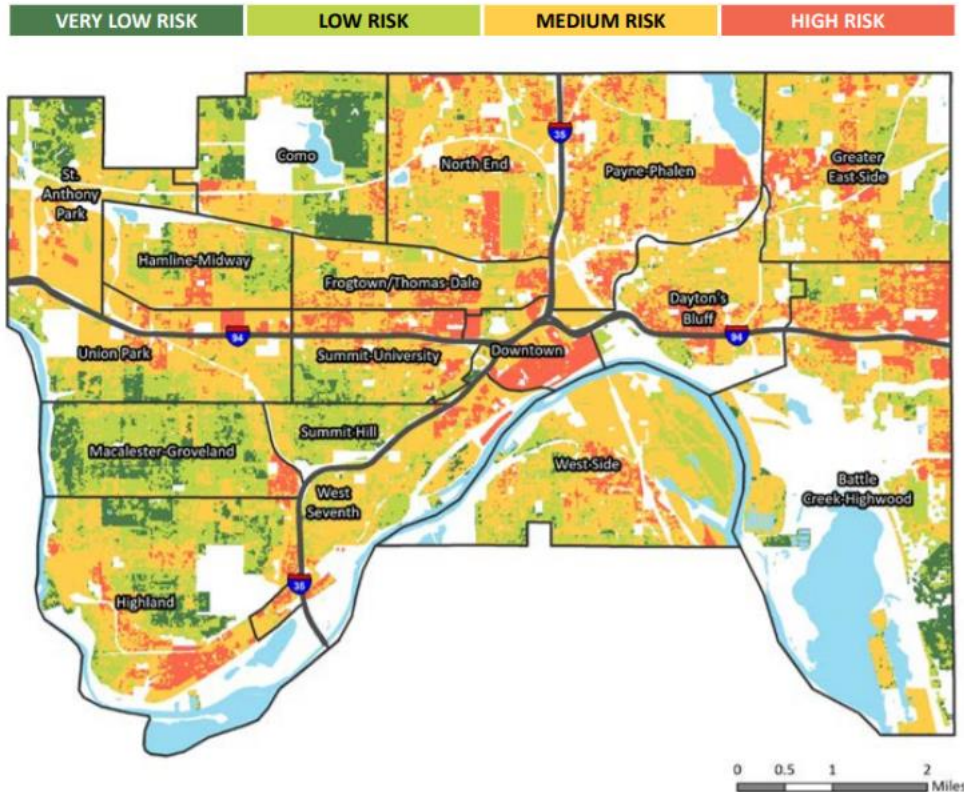 VERY LOW RISK
LOW RISK
MEDIUM RISK
HIGH RISK
35
Como
North End
Payne-Phalen
Greater
East-Side
St.
Anthony
Park
Hamline-Midway
Frogtown/Thomas-Dale
Dayton's
Bluff
94
94
Union Park
Summit-University
Downtown
Summit-Hill
Macalester-Groveland
West-Side
West
Seventh
Battle
Creek-Highwood
35
Highland
0 0.5 1 2
Miles